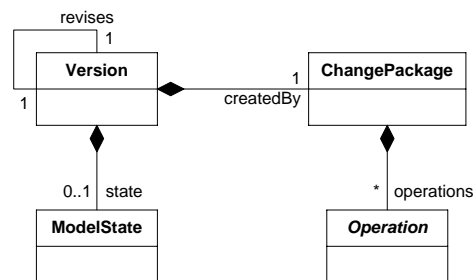 revises
1
Version
1
1
createdBy
ChangePackage
0..1 state
* operations
ModelState
Operation